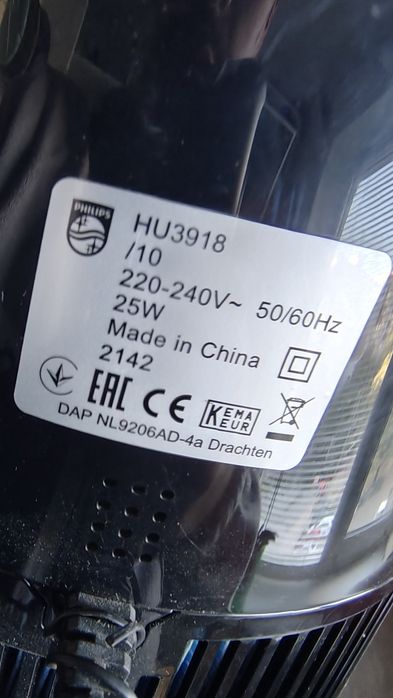 PHILIPS
HU3918
/10
220-240V~ 50/60Hz
25W
Made in China
2142
EAC CE KEMA
KEUR
DAP NL9206AD-4a Drachten